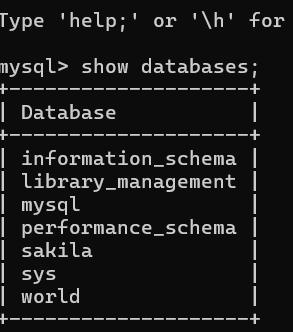 Type 'help;' or '\h' for
mysql> show databases;
+--------------------+
| Database           |
+--------------------+
| information_schema |
| library_management |
| mysql              |
| performance_schema |
| sakila             |
| sys                |
| world              |
+--------------------+